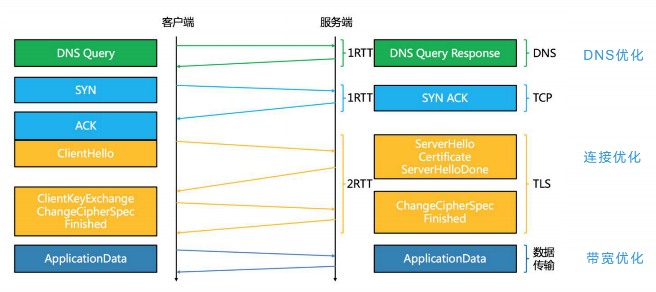 客户端
服务端
DNS Query
1RTT
DNS Query Response
DNS
DNS优化
SYN
1RTT
SYN ACK
TCP
ACK
ClientHello
ServerHello
Certificate
ServerHelloDone
连接优化
2RTT
TLS
ClientKeyExchange
ChangeCipherSpec
Finished
ChangeCipherSpec
Finished
ApplicationData
ApplicationData
数据
传输
带宽优化